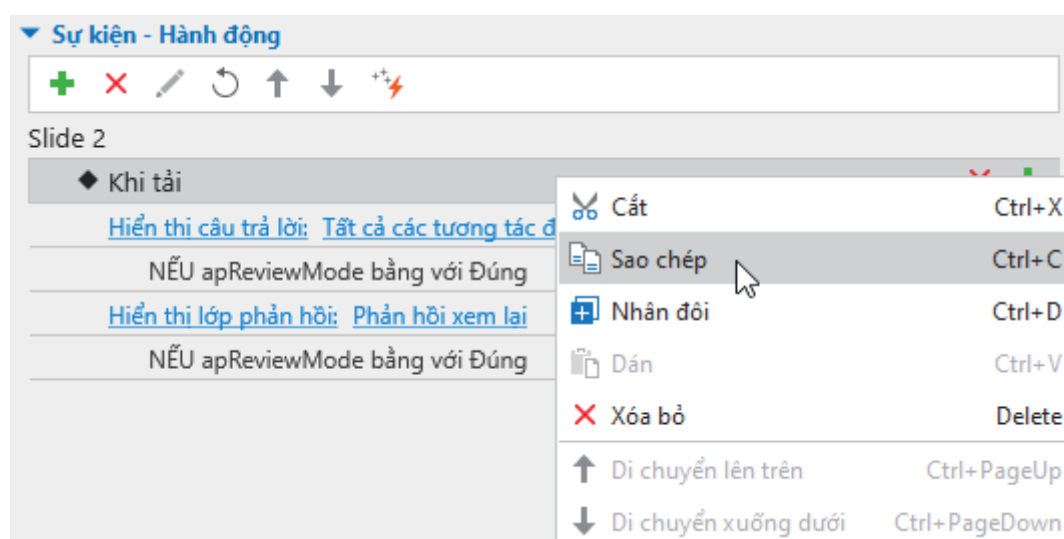 Sự kiện - Hành động
Slide 2
Khi tải
Hiển thị câu trả lời: Tất cả các tương tác
NẾU apReviewMode bằng với Đúng
Hiển thị lớp phản hồi: Phản hồi xem lại
NẾU apReviewMode bằng với Đúng
Cắt Ctrl+X
Sao chép Ctrl+C
Nhân đôi Ctrl+D
Dán Ctrl+V
Xóa bỏ Delete
Di chuyển lên trên Ctrl+PageUp
Di chuyển xuống dưới Ctrl+PageDown